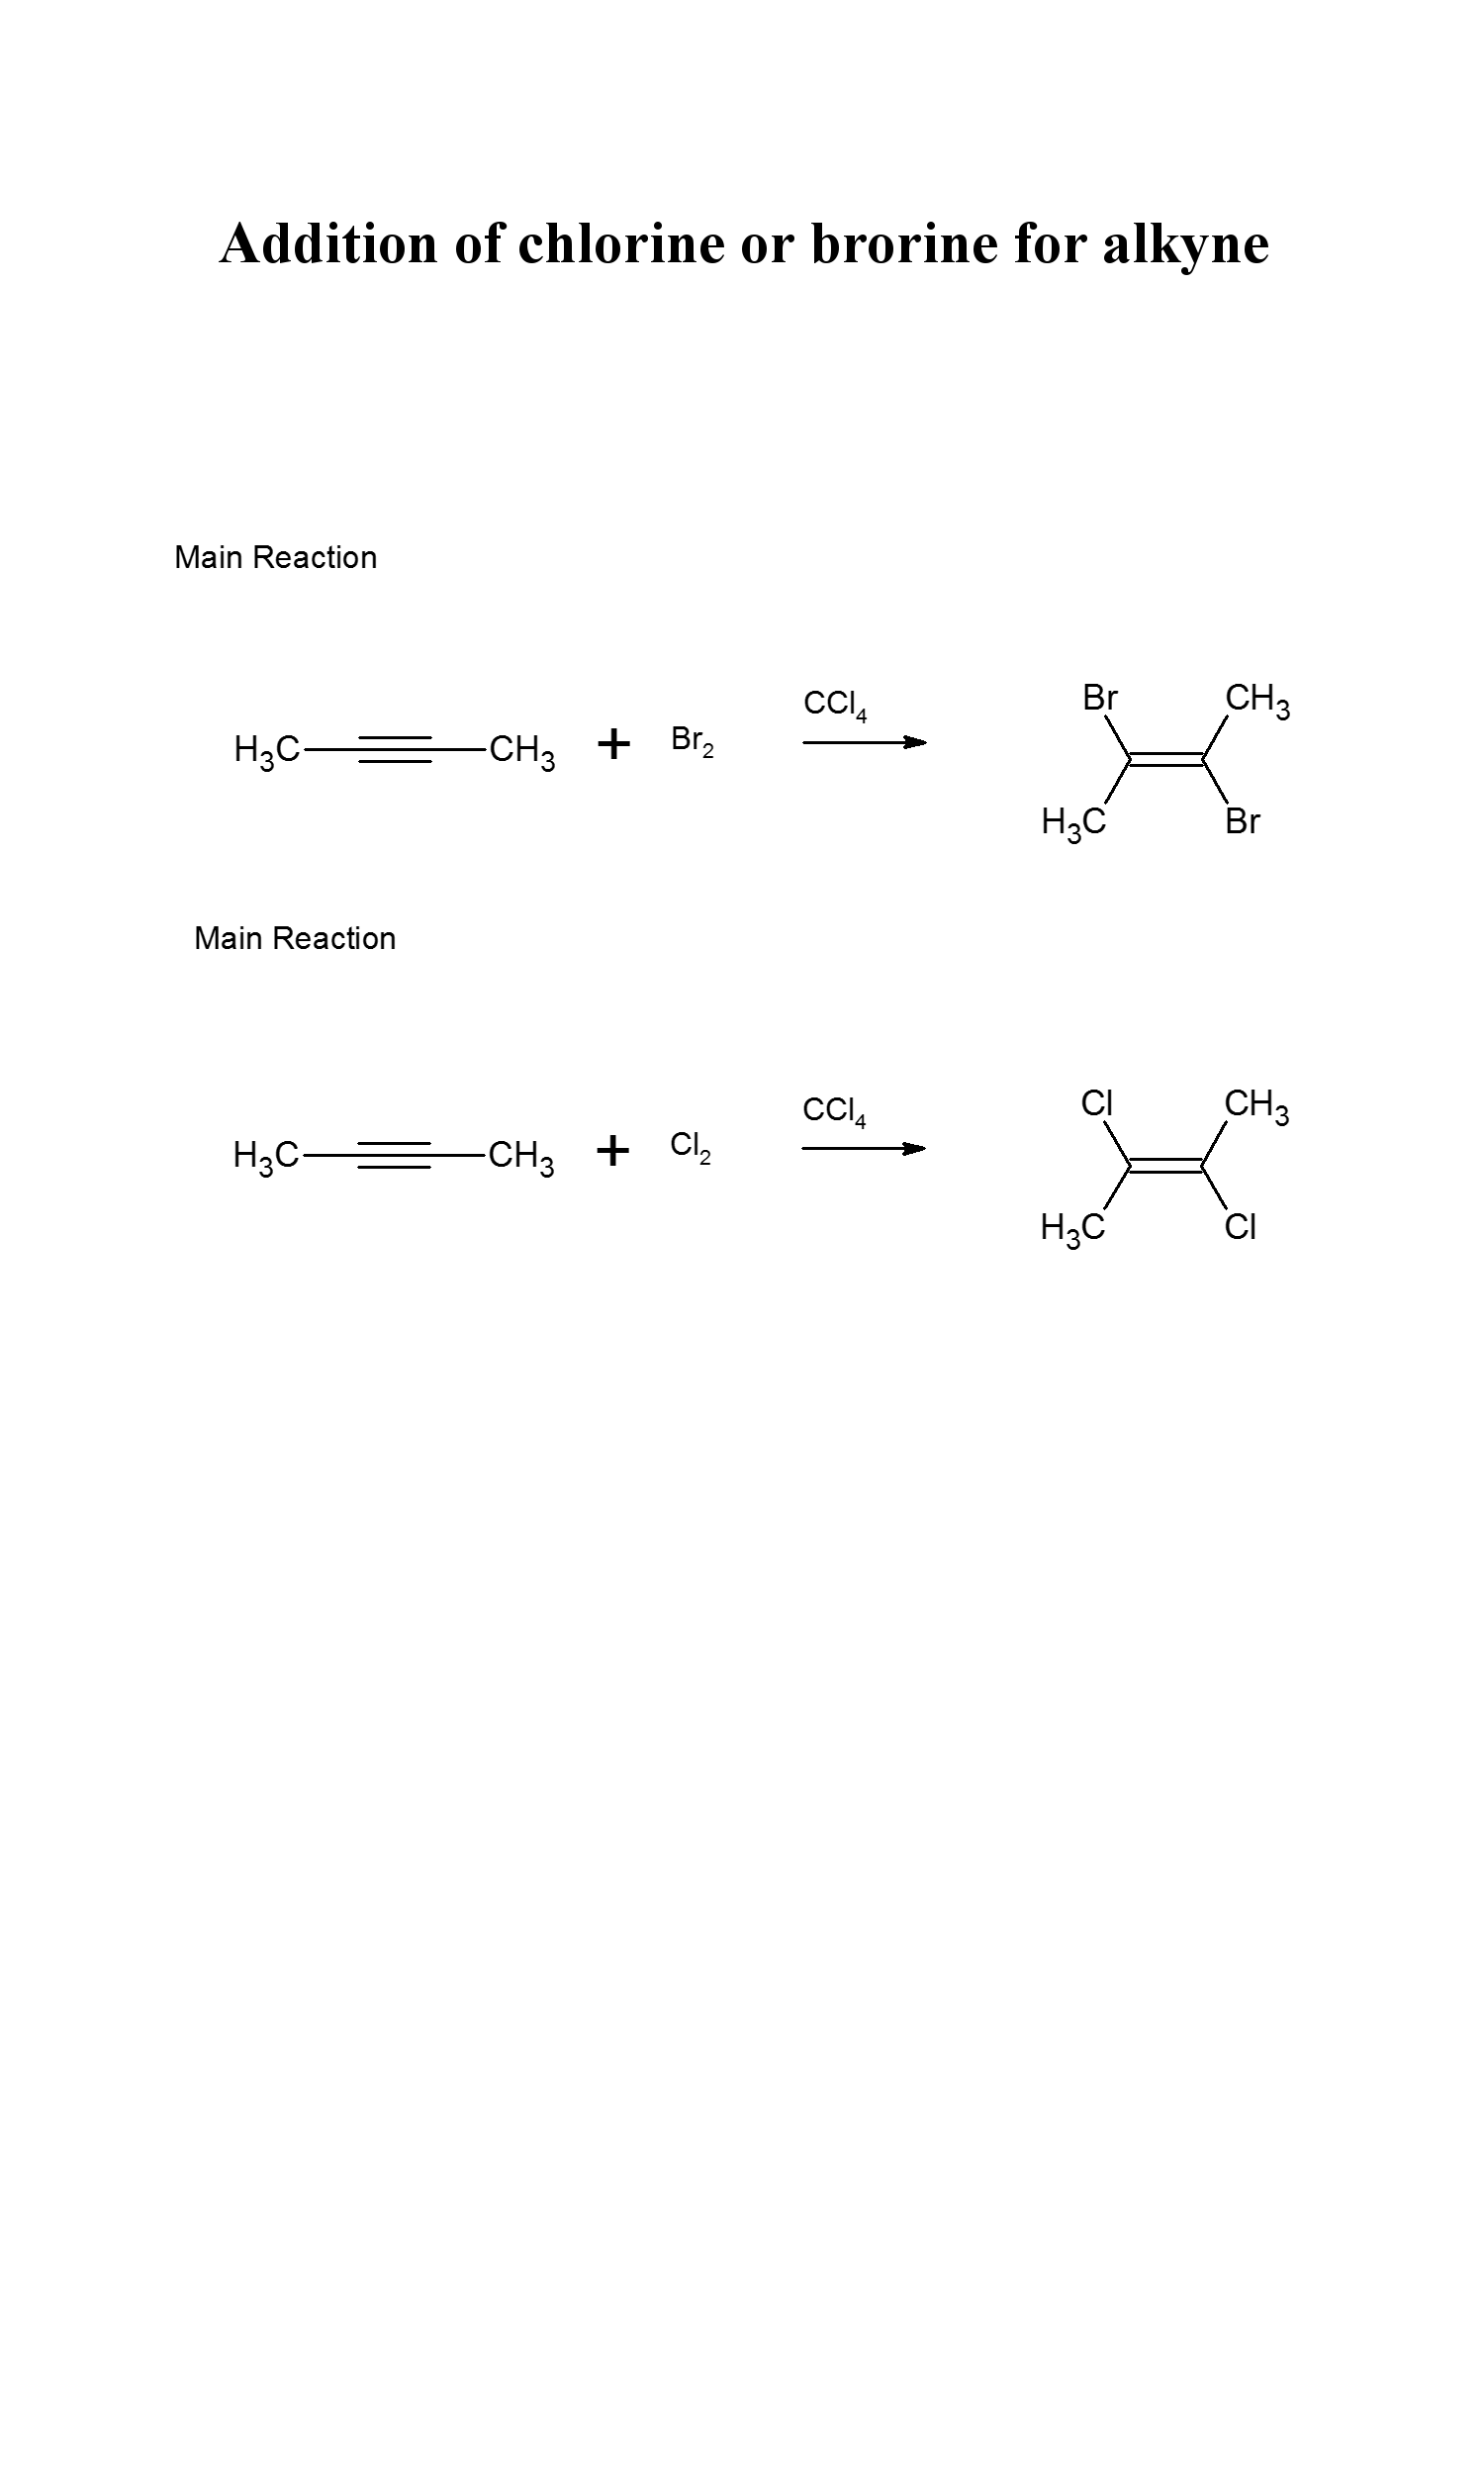 Addition of chlorine or brorine for alkyne
Main Reaction
H3C CH3 + Br2 CCl4 Br CH3 H3C Br
Main Reaction
H3C CH3 + Cl2 CCl4 Cl CH3 H3C Cl